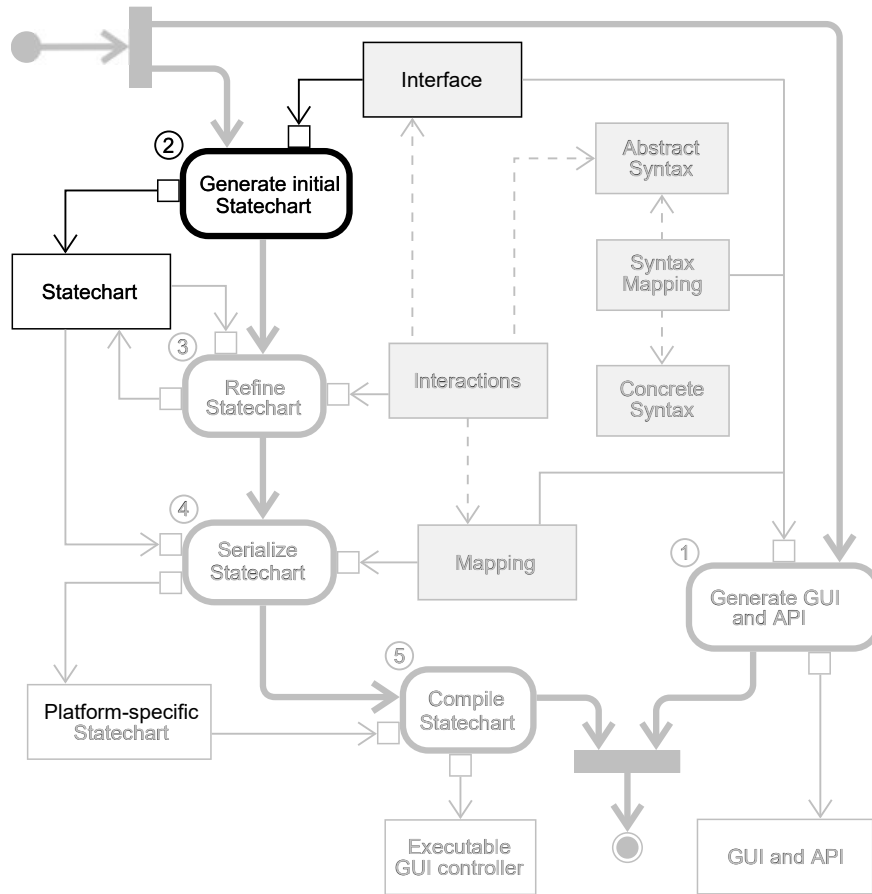 Interface
2
Generate initial
Statechart
Abstract
Syntax
Syntax
Mapping
Statechart
3
Refine
Statechart
Interactions
Concrete
Syntax
4
Serialize
Statechart
Mapping
1
Generate GUI
and API
5
Compile
Statechart
Platform-specific
Statechart
Executable
GUI controller
GUI and API